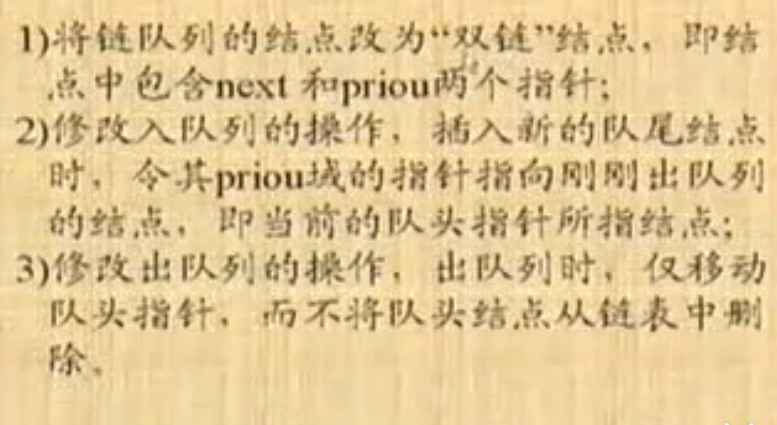 1)将链队列的结点改为“双链”结点，即结
点中包含next 和priou两个指针;
2)修改入队列的操作，插入新的队尾结点
时，令其priou域的指针指向刚刚出队列
的结点，即当前的队头指针所指结点;
3)修改出队列的操作，出队列时，仅移动
队头指针，而不将队头结点从链表中删
除。